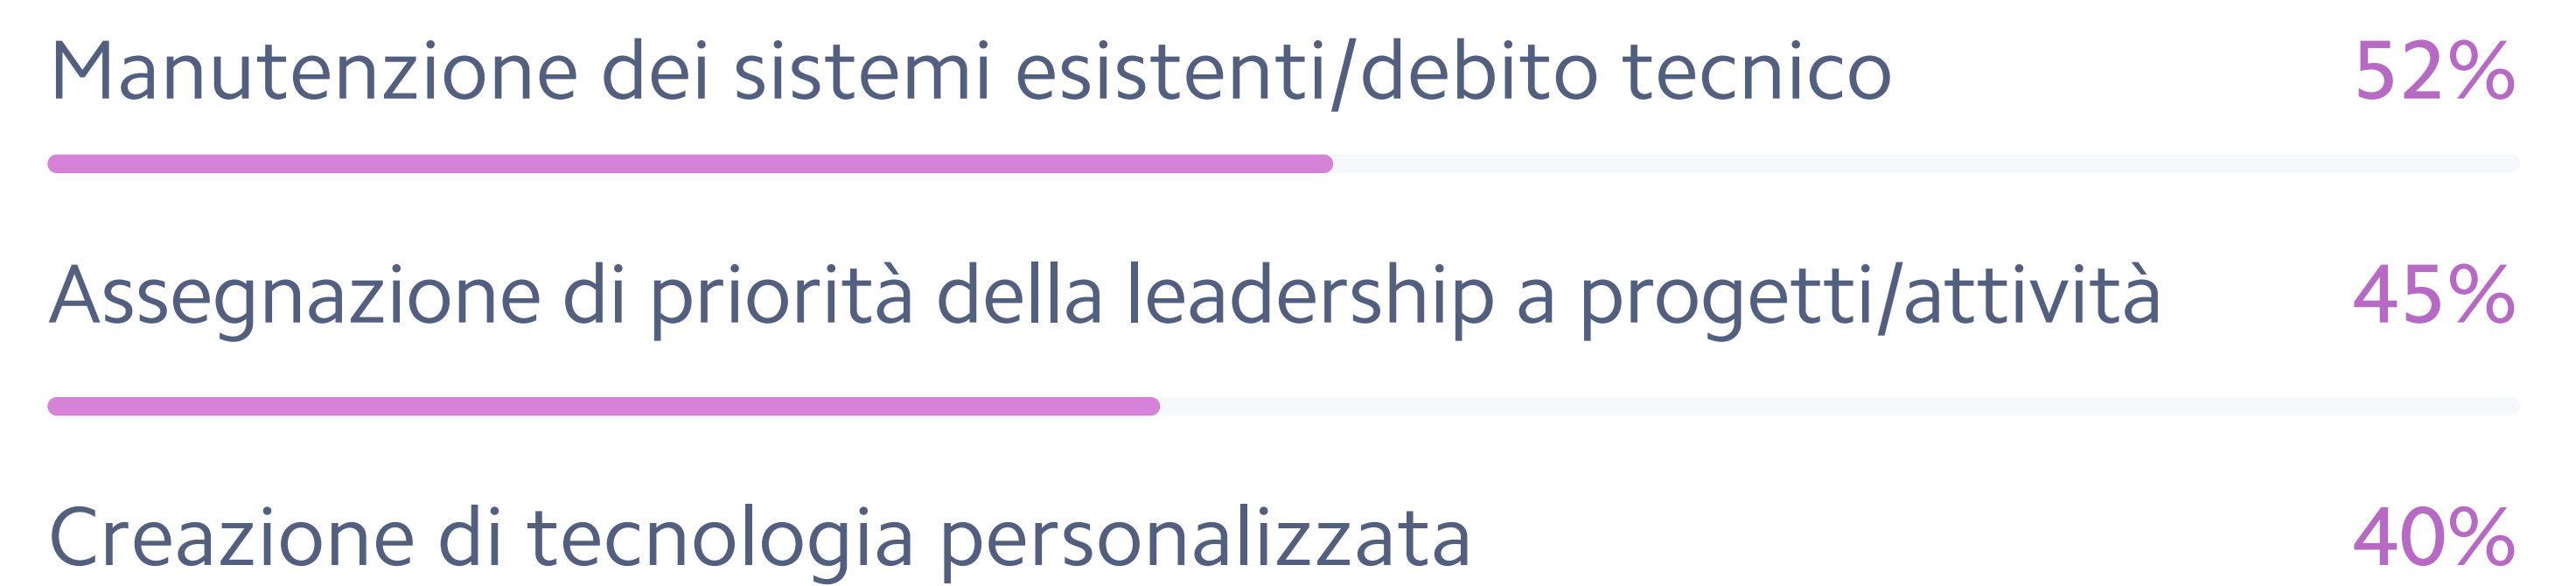 Manutenzione dei sistemi esistenti/debito tecnico 52%
Assegnazione di priorità della leadership a progetti/attività 45%
Creazione di tecnologia personalizzata 40%